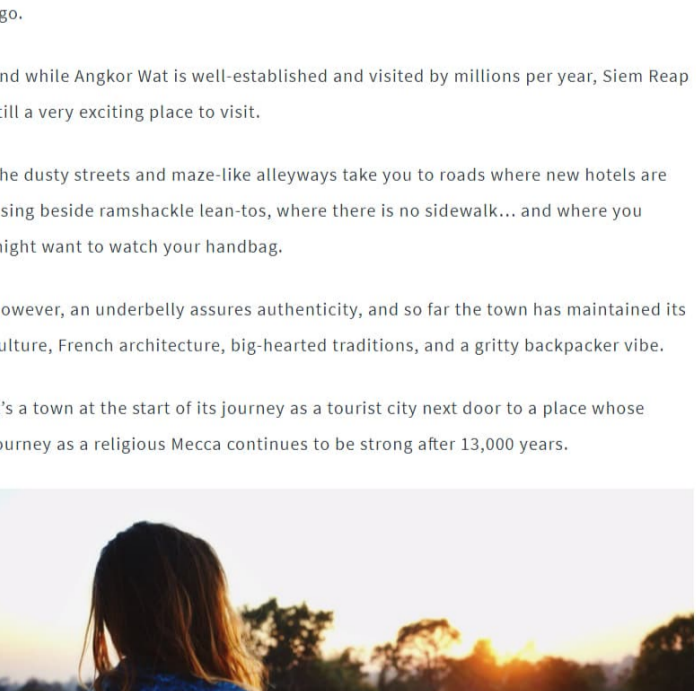 go.
nd while Angkor Wat is well-established and visited by millions per year, Siem Reap
till a very exciting place to visit.
he dusty streets and maze-like alleyways take you to roads where new hotels are
sing beside ramshackle lean-tos, where there is no sidewalk... and where you
night want to watch your handbag.
owever, an underbelly assures authenticity, and so far the town has maintained its
ulture, French architecture, big-hearted traditions, and a gritty backpacker vibe.
t's a town at the start of its journey as a tourist city next door to a place whose
ourney as a religious Mecca continues to be strong after 13,000 years.